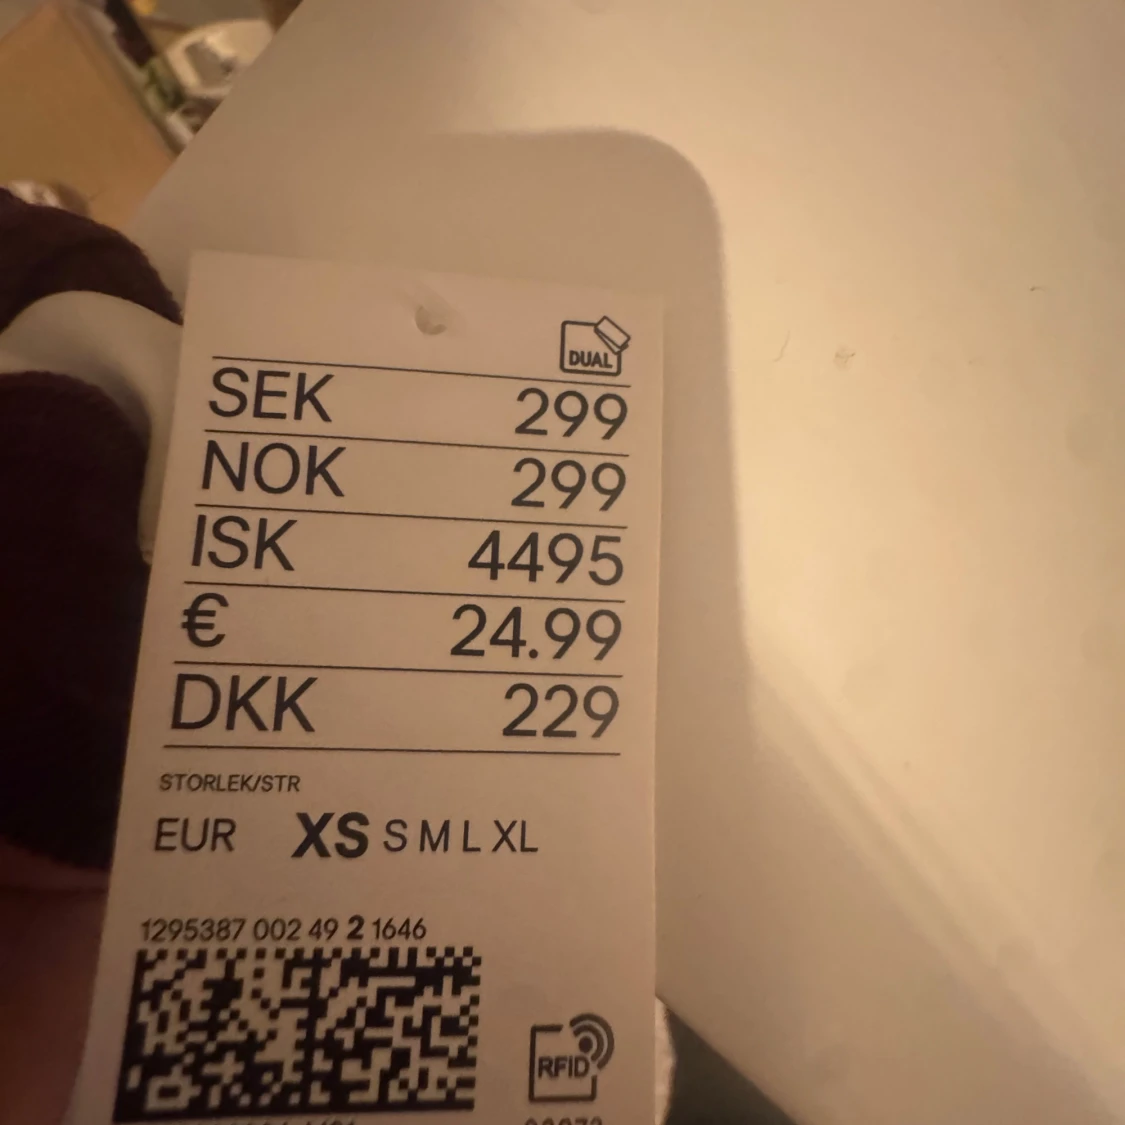 DUAL
SEK 299
NOK 299
ISK 4495
€ 24.99
DKK 229
STORLEK/STR
EUR XS S M L XL
1295387 002 49 2 1646
RFID